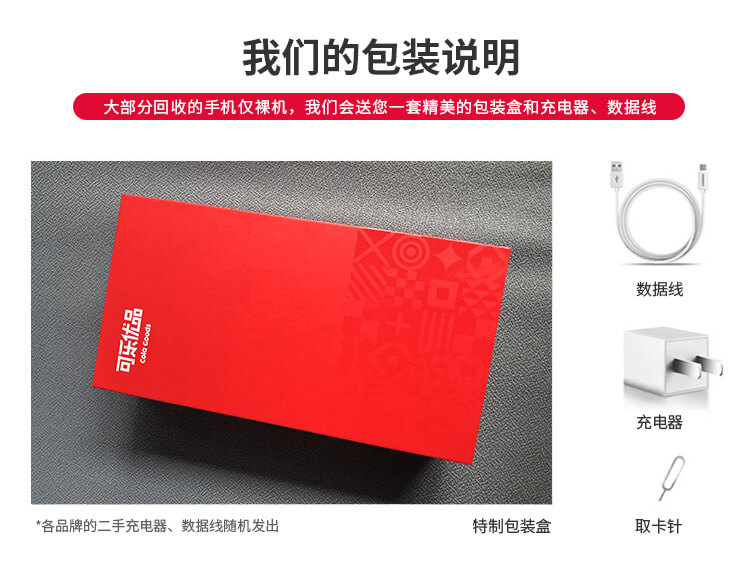 我们的包装说明
大部分回收的手机仅裸机，我们会送您一套精美的包装盒和充电器、数据线
可乐优品
Cola Goods
数据线
充电器
取卡针
*各品牌的二手充电器、数据线随机发出
特制包装盒